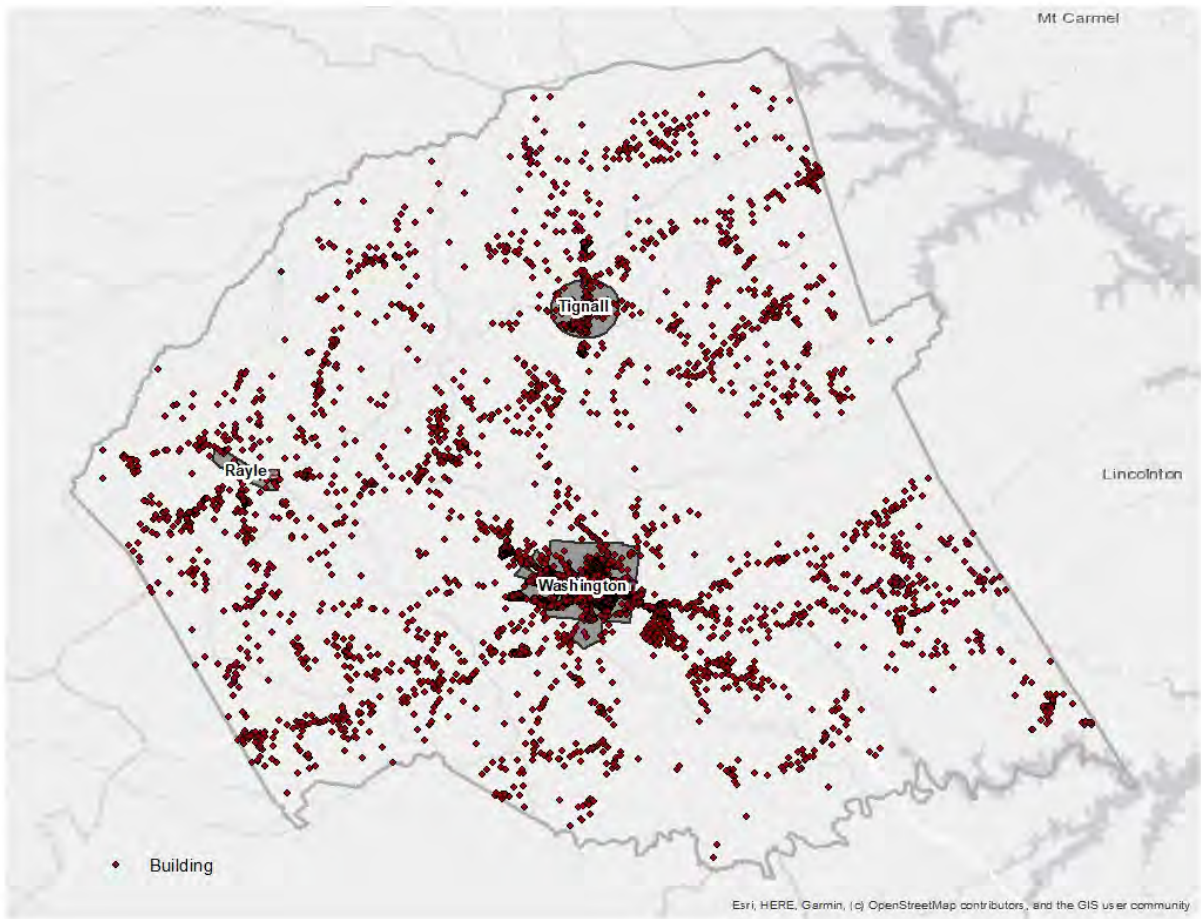 Mt Carmel
Tignall
Rayle
Lincolnton
Washington
Building
Esri, HERE, Garmin, (c) OpenStreetMap contributors, and the GIS user community